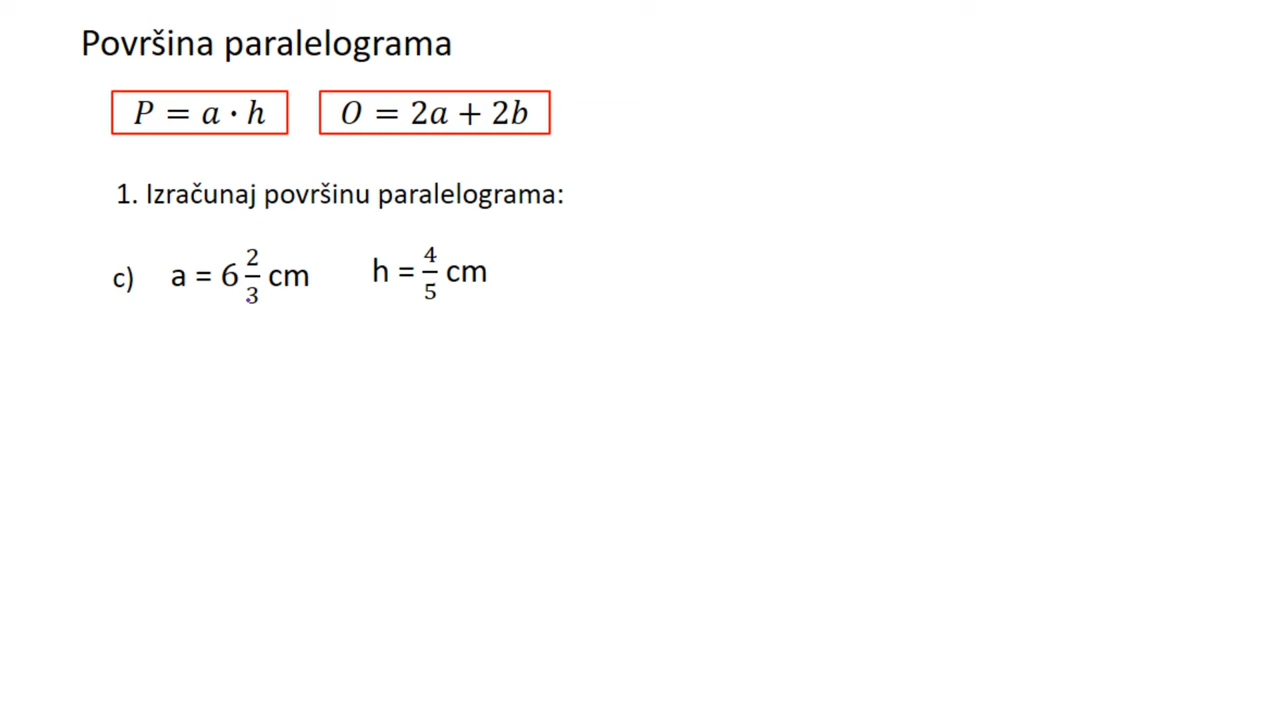 Površina paralelograma
P = a · h    O = 2a + 2b
1. Izračunaj površinu paralelograma:
c) a = 6 2/3 cm    h = 4/5 cm